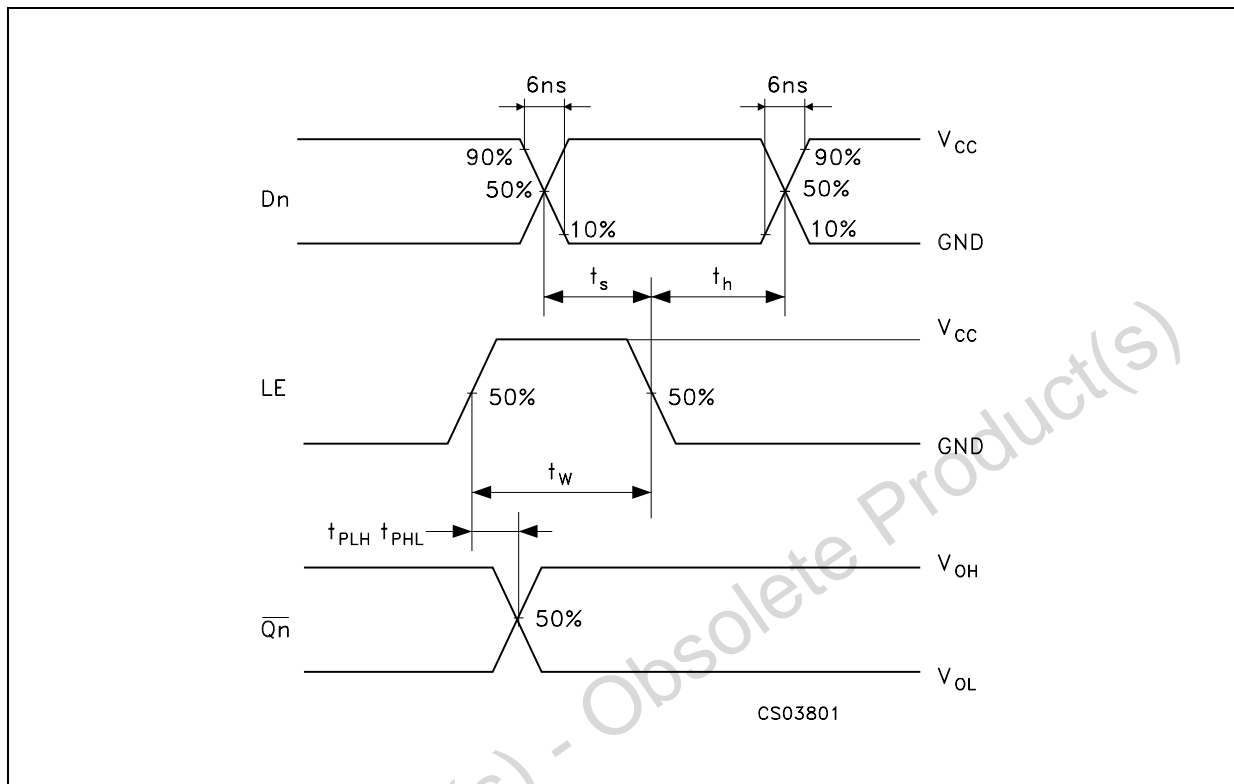 6ns 6ns
V_CC
90% 90%
50% 50%
Dn
10% 10%
GND
t_s t_h
V_CC
LE 50% 50%
GND
t_W
t_PLH t_PHL
V_OH
50%
Q̅n̅
V_OL
CS03801
(s) - Obsolete Product(s)